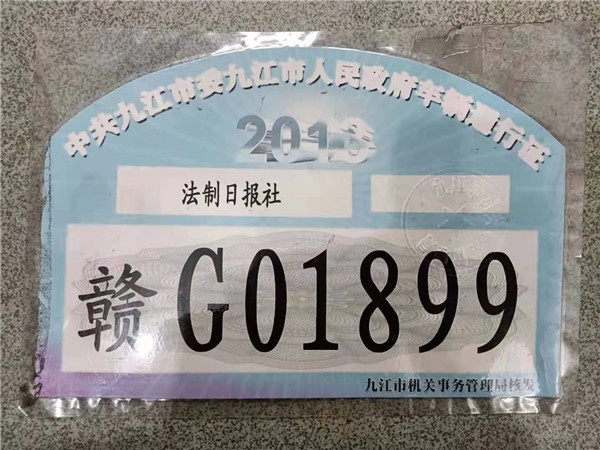 中共九江市委九江市人民政府车辆通行证
2013
法制日报社
赣 G01899
九江市机关事务管理局核发